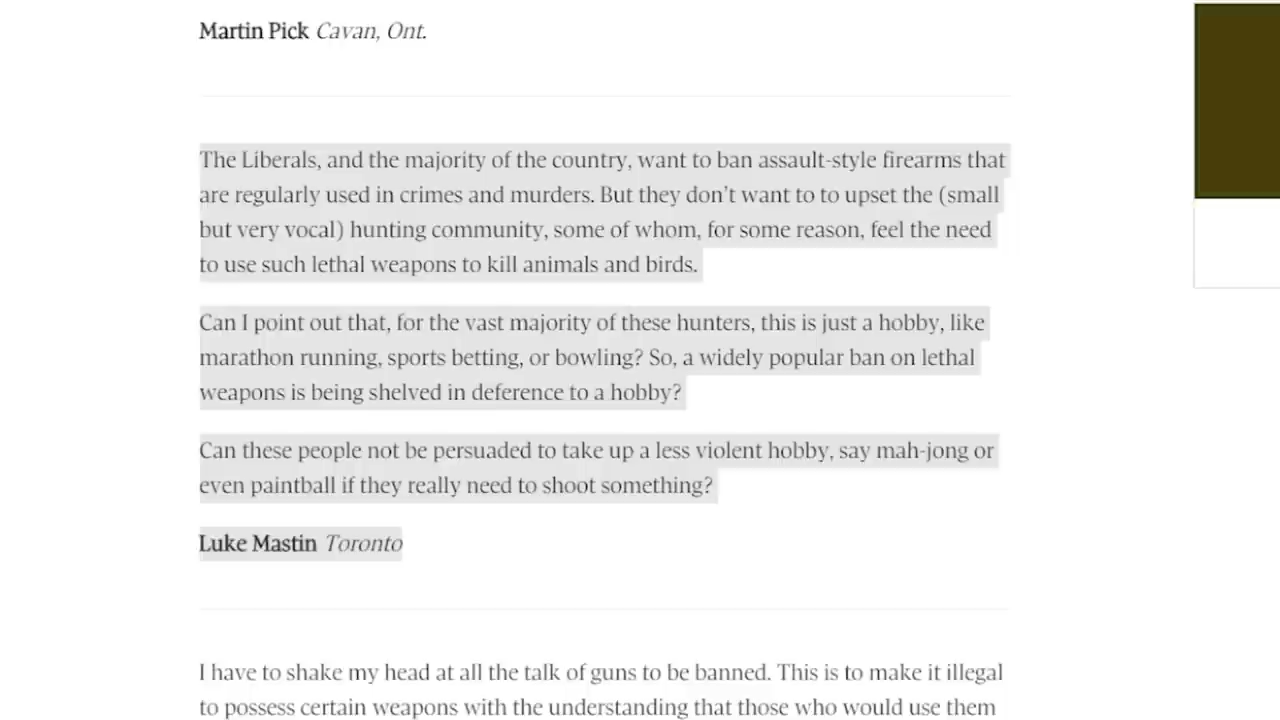 Martin Pick Cavan, Ont.
The Liberals, and the majority of the country, want to ban assault-style firearms that
are regularly used in crimes and murders. But they don’t want to to upset the (small
but very vocal) hunting community, some of whom, for some reason, feel the need
to use such lethal weapons to kill animals and birds.
Can I point out that, for the vast majority of these hunters, this is just a hobby, like
marathon running, sports betting, or bowling? So, a widely popular ban on lethal
weapons is being shelved in deference to a hobby?
Can these people not be persuaded to take up a less violent hobby, say mah-jong or
even paintball if they really need to shoot something?
Luke Mastin Toronto
I have to shake my head at all the talk of guns to be banned. This is to make it illegal
to possess certain weapons with the understanding that those who would use them